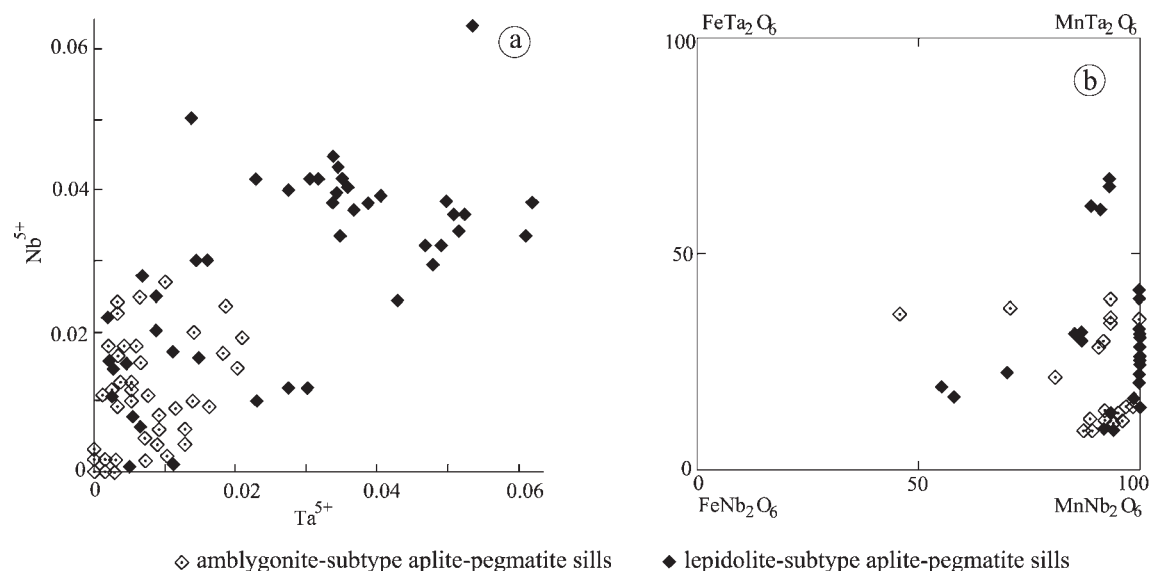 a
0.06
0.04
0.02
0
Nb5+
0 0.02 0.04 0.06
Ta5+
FeTa2O6 MnTa2O6
100
b
50
0
50 100
FeNb2O6 MnNb2O6
amblygonite-subtype aplite-pegmatite sills lepidolite-subtype aplite-pegmatite sills